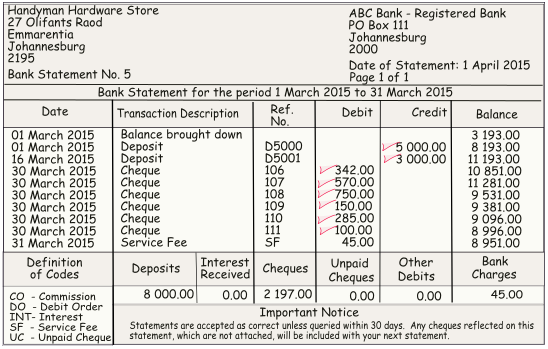 Handyman Hardware Store
27 Olifants Raod
Emmarentia
Johannesburg
2195
Bank Statement No. 5
ABC Bank - Registered Bank
PO Box 111
Johannesburg
2000
Date of Statement: 1 April 2015
Page 1 of 1
Bank Statement for the period 1 March 2015 to 31 March 2015
Date Transaction Description Ref. No. Debit Credit Balance
01 March 2015 Balance brought down 3 193.00
01 March 2015 Deposit D5000 5 000.00 8 193.00
16 March 2015 Deposit D5001 3 000.00 11 193.00
30 March 2015 Cheque 106 342.00 10 851.00
30 March 2015 Cheque 107 570.00 11 281.00
30 March 2015 Cheque 108 750.00 9 531.00
30 March 2015 Cheque 109 150.00 9 381.00
30 March 2015 Cheque 110 285.00 9 096.00
30 March 2015 Cheque 111 100.00 8 996.00
31 March 2015 Service Fee SF 45.00 8 951.00
Definition of Codes Deposits Interest Received Cheques Unpaid Cheques Other Debits Bank Charges
8 000.00 0.00 2 197.00 0.00 0.00 45.00
CO - Commission
DO - Debit Order
INT- Interest
SF - Service Fee
UC - Unpaid Cheque
Important Notice
Statements are accepted as correct unless queried within 30 days. Any cheques reflected on this
statement, which are not attached, will be included with your next statement.